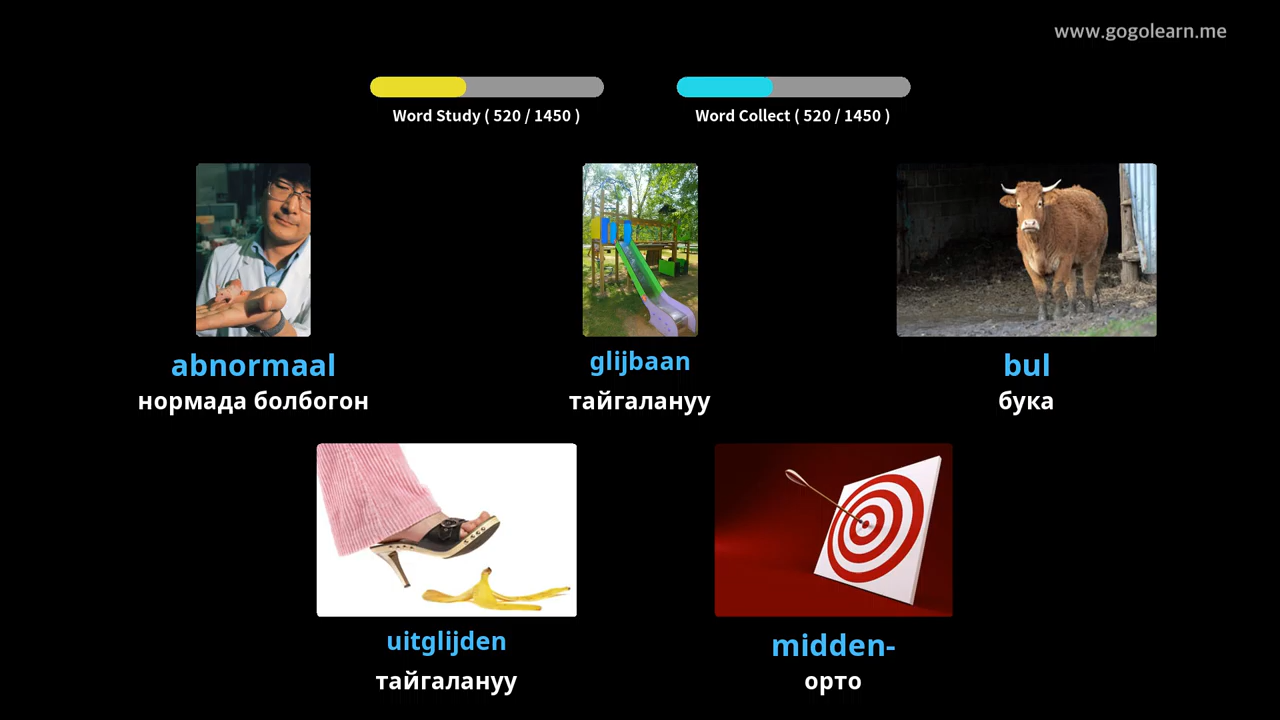 www.gogolearn.me
Word Study ( 520 / 1450 )
Word Collect ( 520 / 1450 )
abnormaal
нормада болбогон
glijbaan
тайгалануу
bul
бука
uitglijden
тайгалануу
midden-
орто